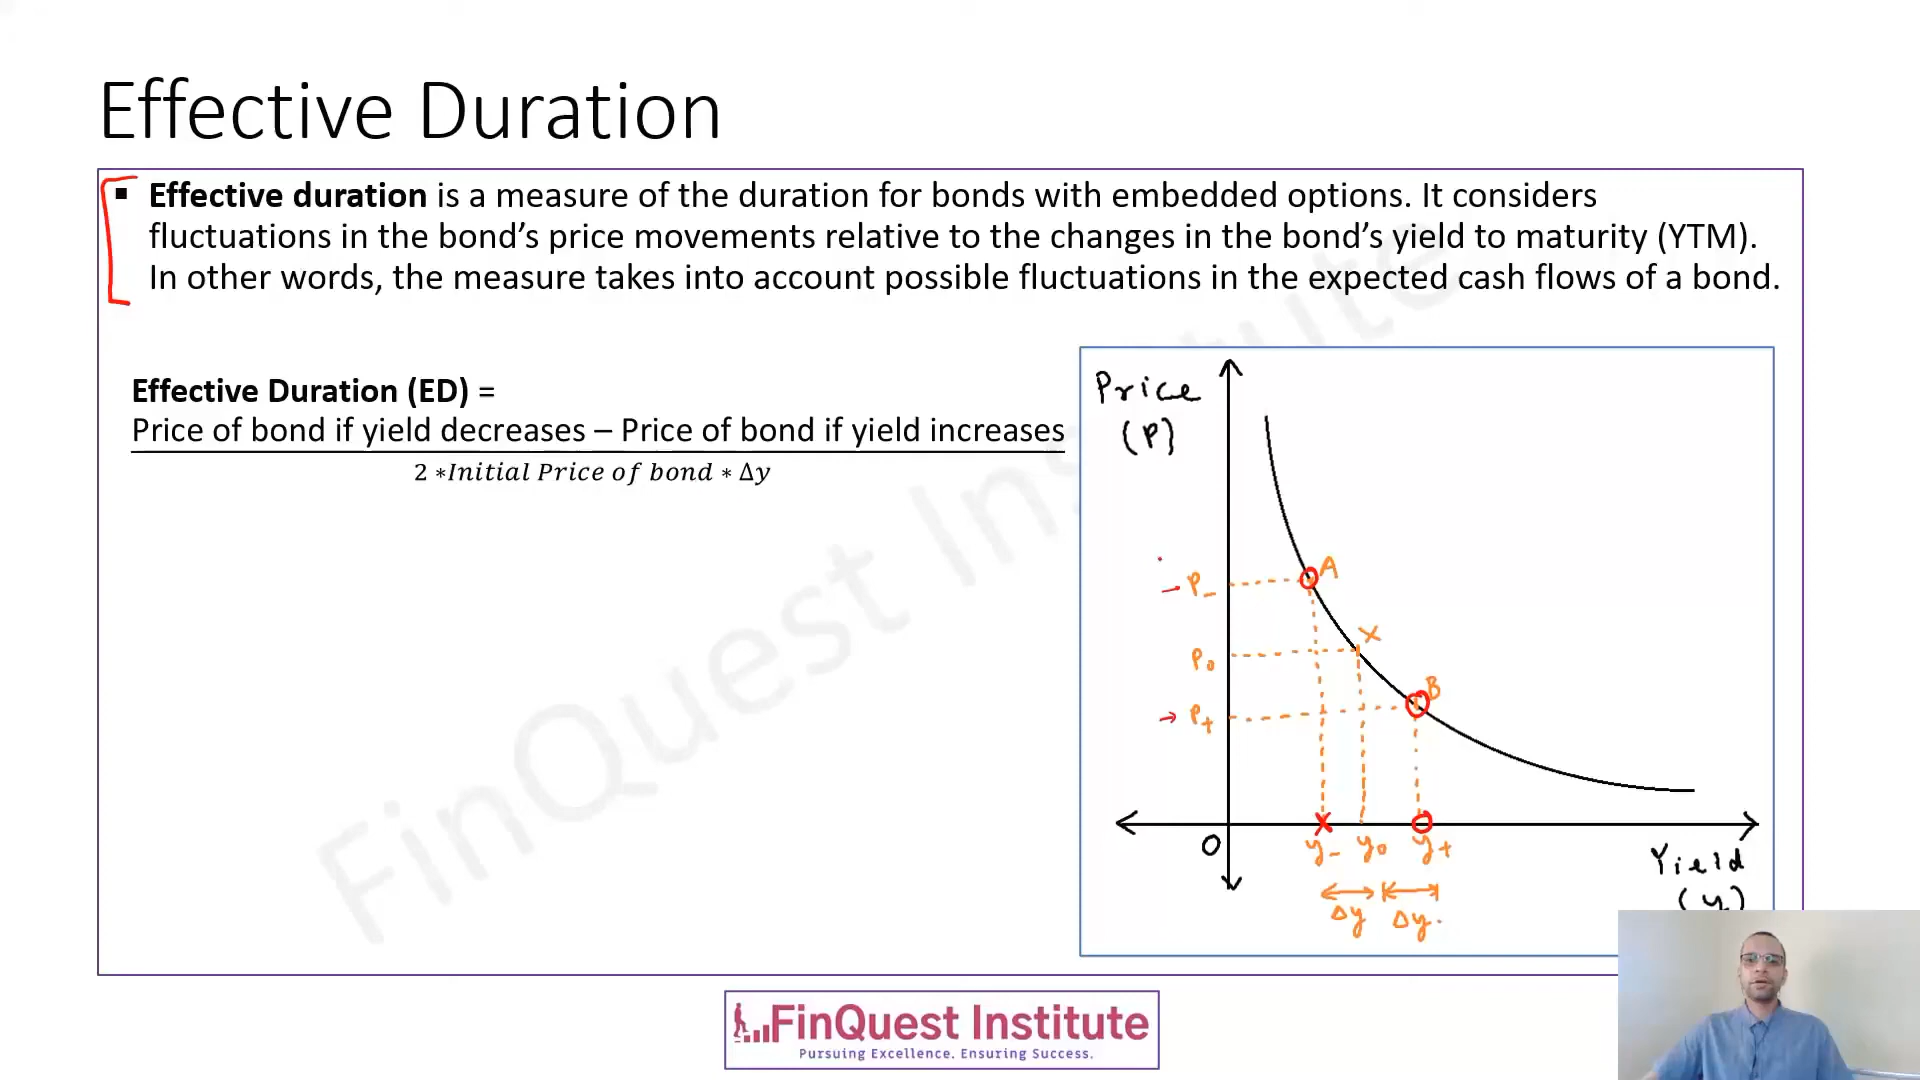 Effective Duration
▪ Effective duration is a measure of the duration for bonds with embedded options. It considers
fluctuations in the bond’s price movements relative to the changes in the bond’s yield to maturity (YTM).
In other words, the measure takes into account possible fluctuations in the expected cash flows of a bond.
Effective Duration (ED) =
Price of bond if yield decreases – Price of bond if yield increases
2 *Initial Price of bond * Δy
Price
(P)
A
P-
X
P0
B
P+
0
y- y0 y+
Yield
(y)
Δy Δy
FinQuest Institute
FinQuest Institute
Pursuing Excellence. Ensuring Success.